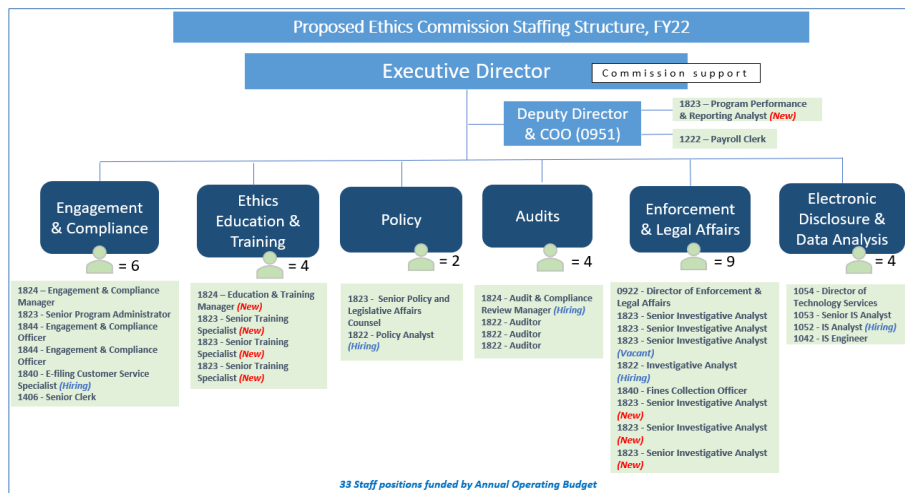 Proposed Ethics Commission Staffing Structure, FY22
Executive Director
Commission support
Deputy Director
& COO (0951)
1823 – Program Performance
& Reporting Analyst (New)
1222 – Payroll Clerk
Engagement
& Compliance
= 6
1824 – Engagement & Compliance
Manager
1823 - Senior Program Administrator
1844 - Engagement & Compliance
Officer
1844 - Engagement & Compliance
Officer
1840 - E-filing Customer Service
Specialist (Hiring)
1406 - Senior Clerk
Ethics
Education &
Training
= 4
1824 – Education & Training
Manager (New)
1823 - Senior Training
Specialist (New)
1823 - Senior Training
Specialist (New)
1823 - Senior Training
Specialist (New)
Policy
= 2
1823 - Senior Policy and
Legislative Affairs
Counsel
1822 - Policy Analyst
(Hiring)
Audits
= 4
1824 - Audit & Compliance
Review Manager (Hiring)
1822 - Auditor
1822 - Auditor
1822 - Auditor
Enforcement
& Legal Affairs
= 9
0922 - Director of Enforcement &
Legal Affairs
1823 - Senior Investigative Analyst
1823 - Senior Investigative Analyst
1823 - Senior Investigative Analyst
(Vacant)
1822 - Investigative Analyst
(Hiring)
1840 - Fines Collection Officer
1823 - Senior Investigative Analyst
(New)
1823 - Senior Investigative Analyst
(New)
1823 - Senior Investigative Analyst
(New)
Electronic
Disclosure &
Data Analysis
= 4
1054 - Director of
Technology Services
1053 - Senior IS Analyst
1052 - IS Analyst (Hiring)
1042 - IS Engineer
33 Staff positions funded by Annual Operating Budget